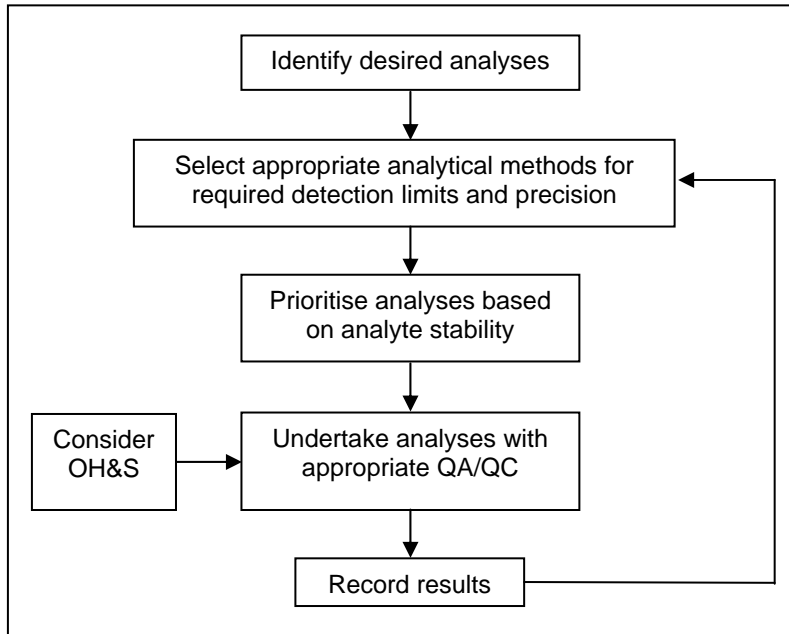 Identify desired analyses
Select appropriate analytical methods for
required detection limits and precision
Prioritise analyses based
on analyte stability
Consider
OH&S
Undertake analyses with
appropriate QA/QC
Record results